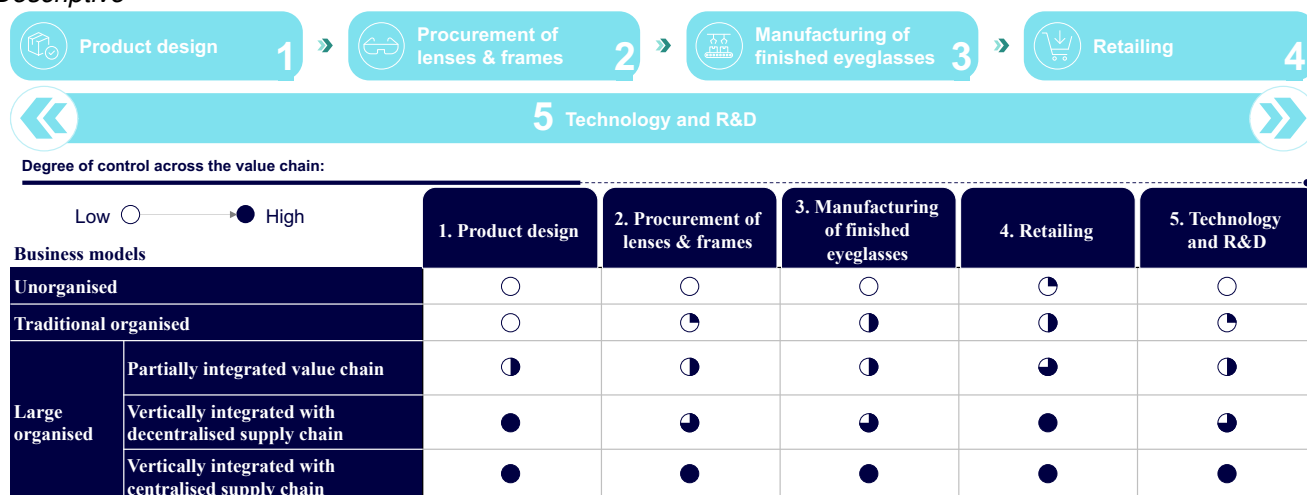 Descriptive
Product design 1
Procurement of
lenses & frames 2
Manufacturing of
finished eyeglasses 3
Retailing 4
5 Technology and R&D
Degree of control across the value chain:
Low High
Business models
1. Product design
2. Procurement of
lenses & frames
3. Manufacturing
of finished
eyeglasses
4. Retailing
5. Technology
and R&D
Unorganised
Traditional organised
Large
organised
Partially integrated value chain
Vertically integrated with
decentralised supply chain
Vertically integrated with
centralised supply chain